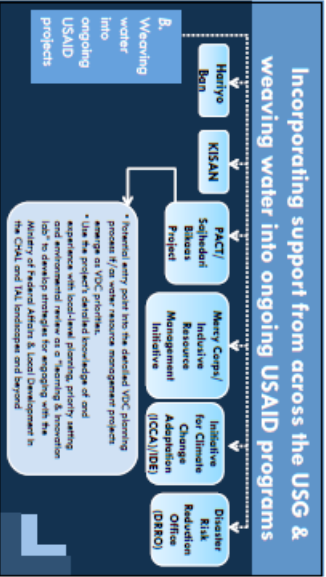 Incorporating support from across the USG &
weaving water into ongoing USAID programs
B.
Weaving
water
into
ongoing
USAID
projects
Hariyo
Ban
KISAN
PACT/
Sajhedari
Bikaas
Project
Mercy Corps/
Inclusive
Resource
Management
Initiative
Initiative
for Climate
Change
Adaptation
(ICCA)/IDE)
Disaster
Risk
Reduction
Office
(DRRO)
* Potential entry point into the detailed VDC planning
process if/ as water resource management projects
emerge as VDC priorities.
* Use the project's detailed knowledge of and
experience with local-level planning, priority setting
and environmental review as a "learning & innovation
lab" to develop strategies for engaging with the
Ministry of Federal Affairs & Local Development in
the CHAL and TAL landscapes and beyond